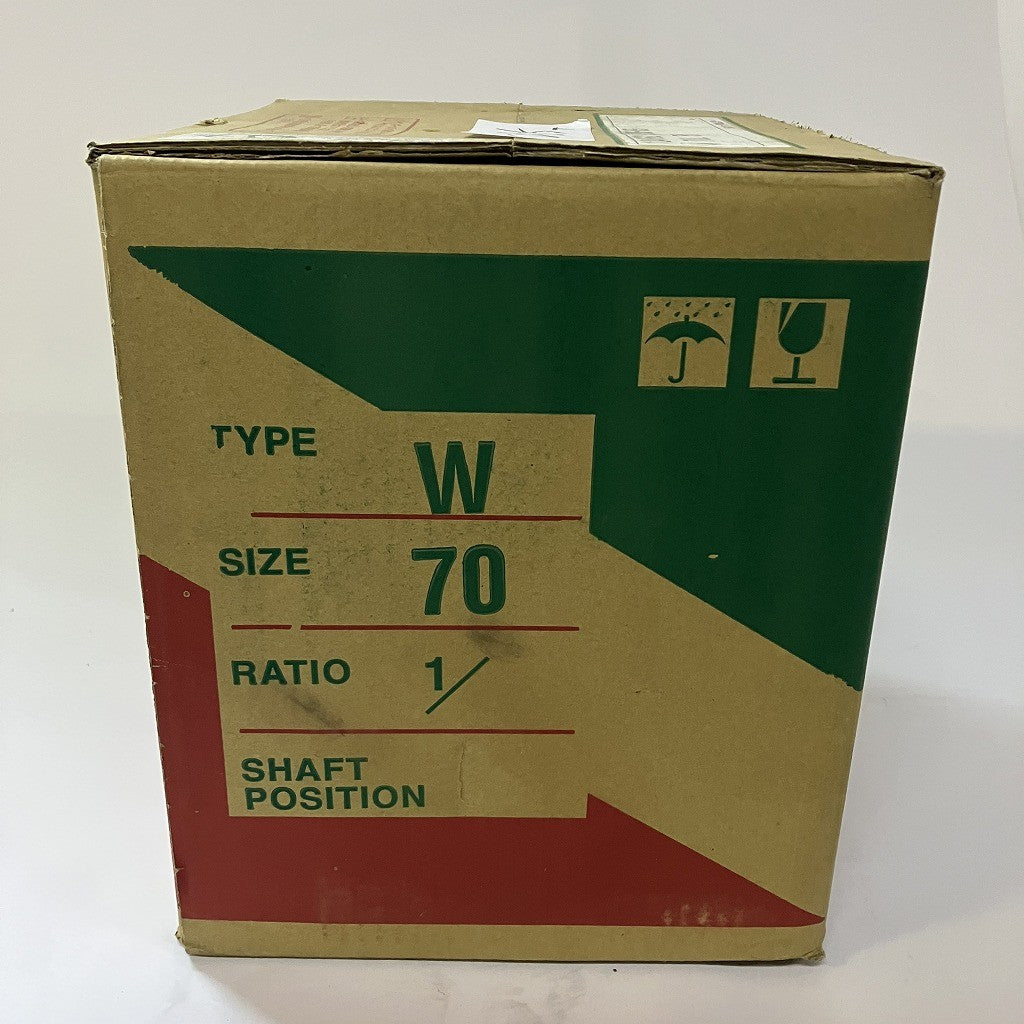 TYPE W
SIZE 70
RATIO 1/
SHAFT
POSITION